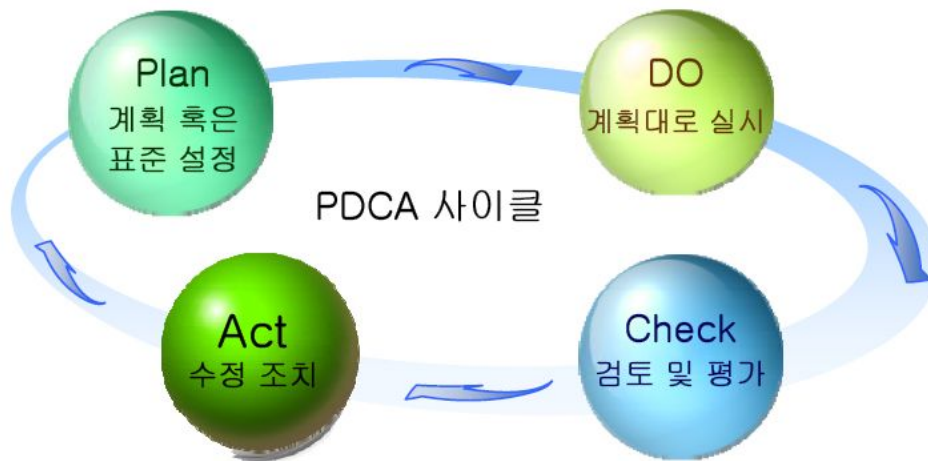 Plan
계획 혹은
표준 설정
DO
계획대로 실시
PDCA 사이클
Act
수정 조치
Check
검토 및 평가